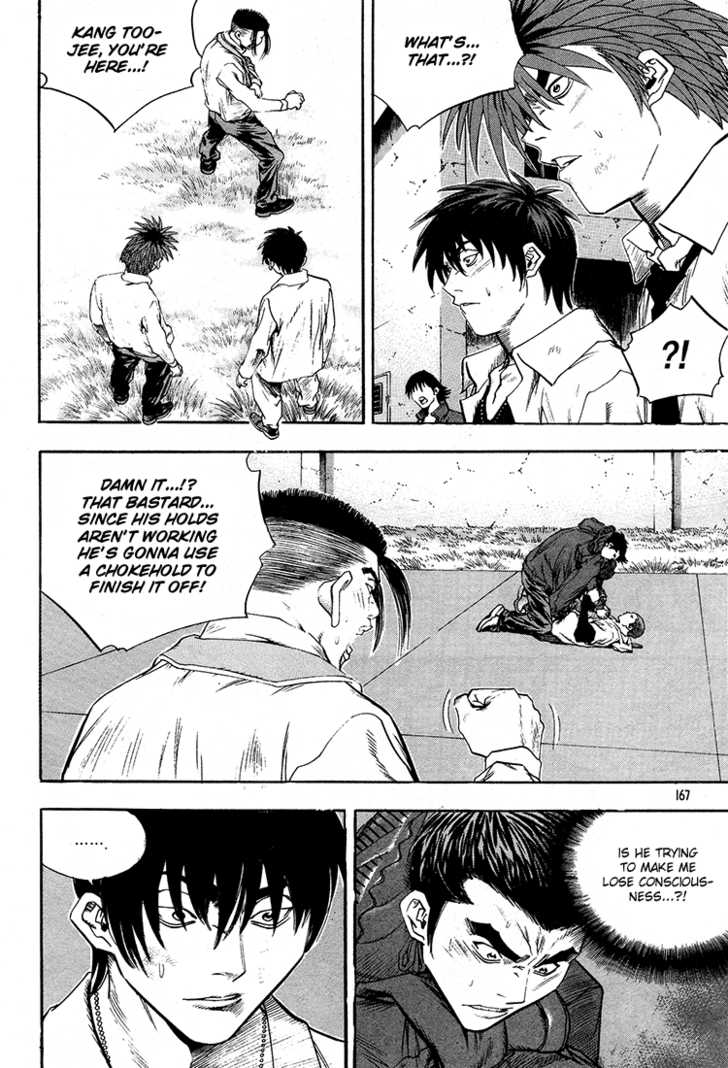 KANG TOO-
JEE, YOU'RE
HERE...!
WHAT'S...
THAT...?!
?!
DAMN IT...!?
THAT BASTARD...
SINCE HIS HOLDS
AREN'T WORKING
HE'S GONNA USE
A CHOKEHOLD TO
FINISH IT OFF!
167
......
IS HE TRYING
TO MAKE ME
LOSE CONSCIOUS-
NESS...?!